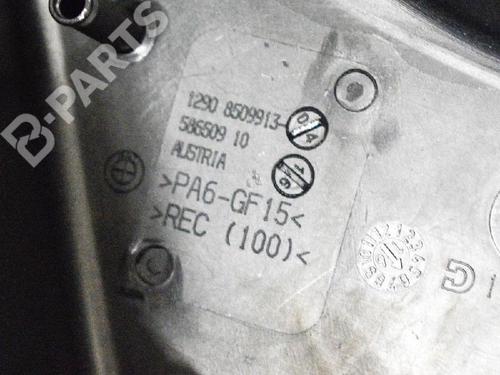 B-PARTS
1290 8509913-
586509 10
AUSTRIA
>PA6-GF15<
>REC (100)<